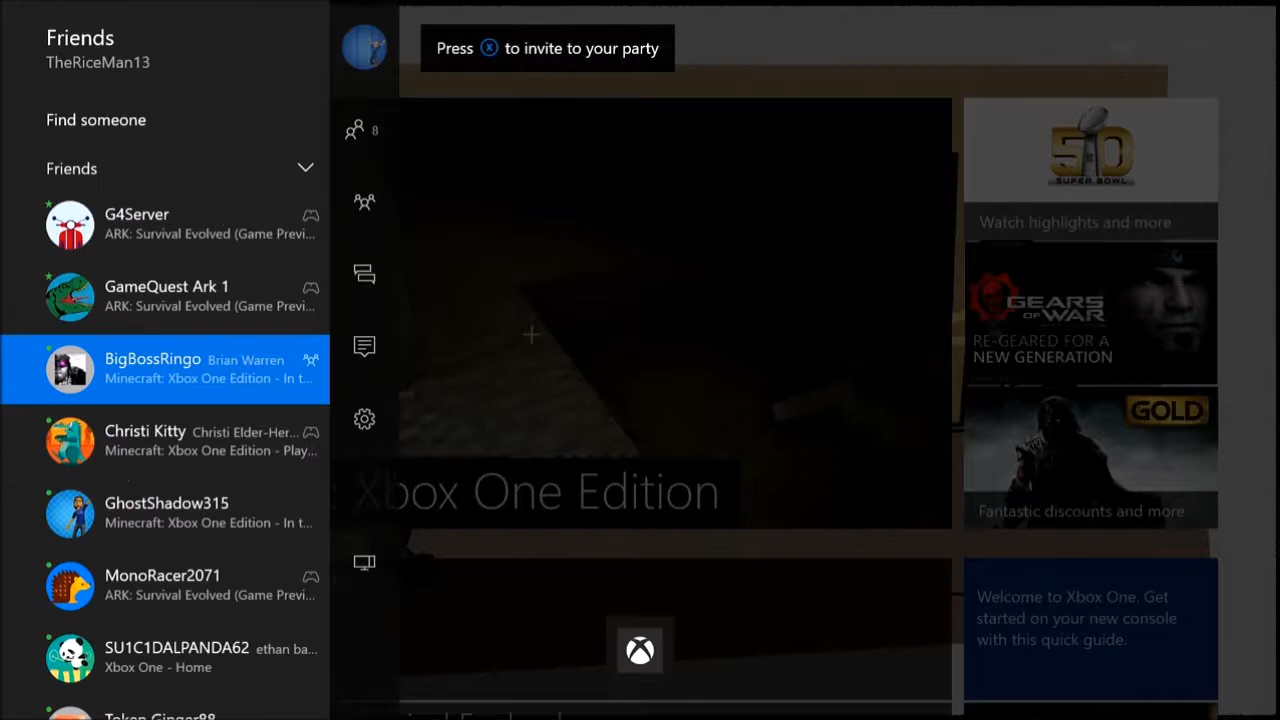 Friends
TheRiceMan13
Find someone
Friends
G4Server
ARK: Survival Evolved (Game Previ...
GameQuest Ark 1
ARK: Survival Evolved (Game Previ...
BigBossRingo Brian Warren
Minecraft: Xbox One Edition - In t...
Christi Kitty Christi Elder-Her...
Minecraft: Xbox One Edition - Play...
GhostShadow315
Minecraft: Xbox One Edition - In t...
MonoRacer2071
ARK: Survival Evolved (Game Previ...
SU1C1DALPANDA62 ethan ba...
Xbox One - Home
Token Ginger88
8
Press X to invite to your party
Xbox One Edition
50
SUPER BOWL
Watch highlights and more
GEARS
OF WAR
RE-GEARED FOR A
NEW GENERATION
GOLD
Fantastic discounts and more
Welcome to Xbox One. Get
started on your new console
with this quick guide.